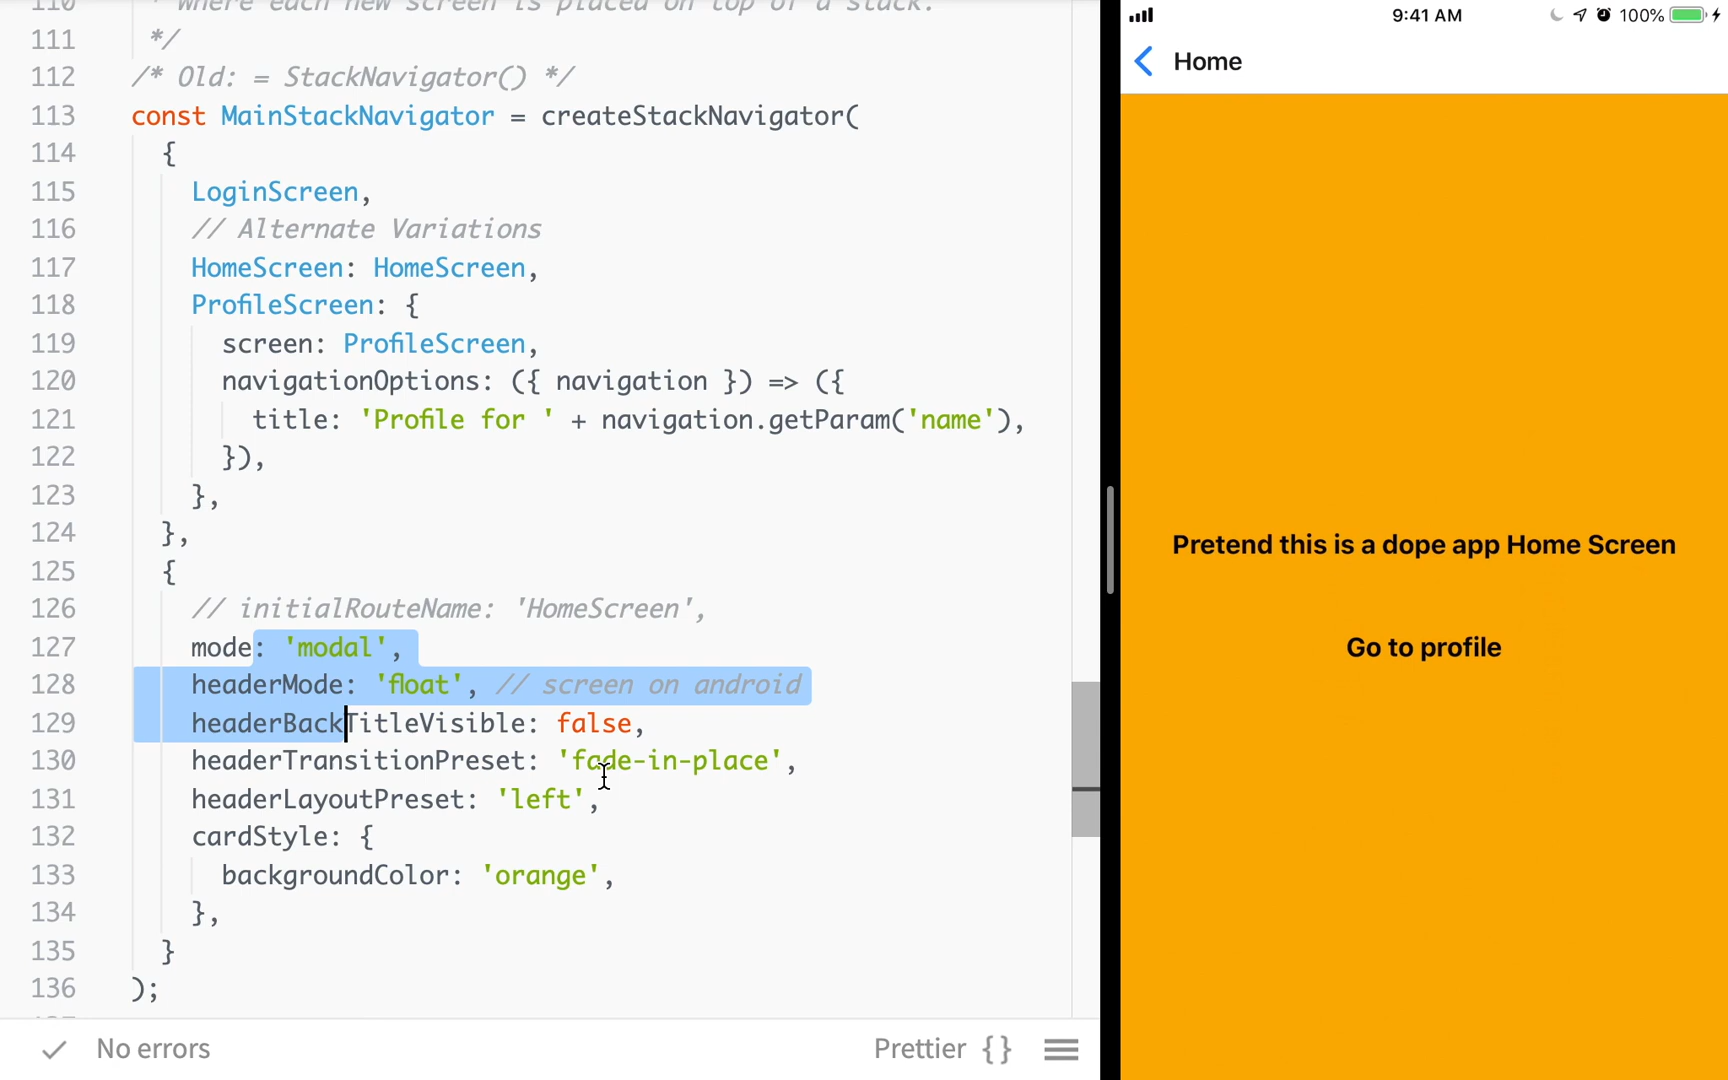 110 * Where each new screen is placed on top of a stack.
111 */
112 /* Old: = StackNavigator() */
113 const MainStackNavigator = createStackNavigator(
114 {
115 LoginScreen,
116 // Alternate Variations
117 HomeScreen: HomeScreen,
118 ProfileScreen: {
119 screen: ProfileScreen,
120 navigationOptions: ({ navigation }) => ({
121 title: 'Profile for ' + navigation.getParam('name'),
122 }),
123 },
124 },
125 {
126 // initialRouteName: 'HomeScreen',
127 mode: 'modal',
128 headerMode: 'float', // screen on android
129 headerBackTitleVisible: false,
130 headerTransitionPreset: 'fade-in-place',
131 headerLayoutPreset: 'left',
132 cardStyle: {
133 backgroundColor: 'orange',
134 },
135 }
136 );
No errors
Prettier {}
9:41 AM
100%
Home
Pretend this is a dope app Home Screen
Go to profile